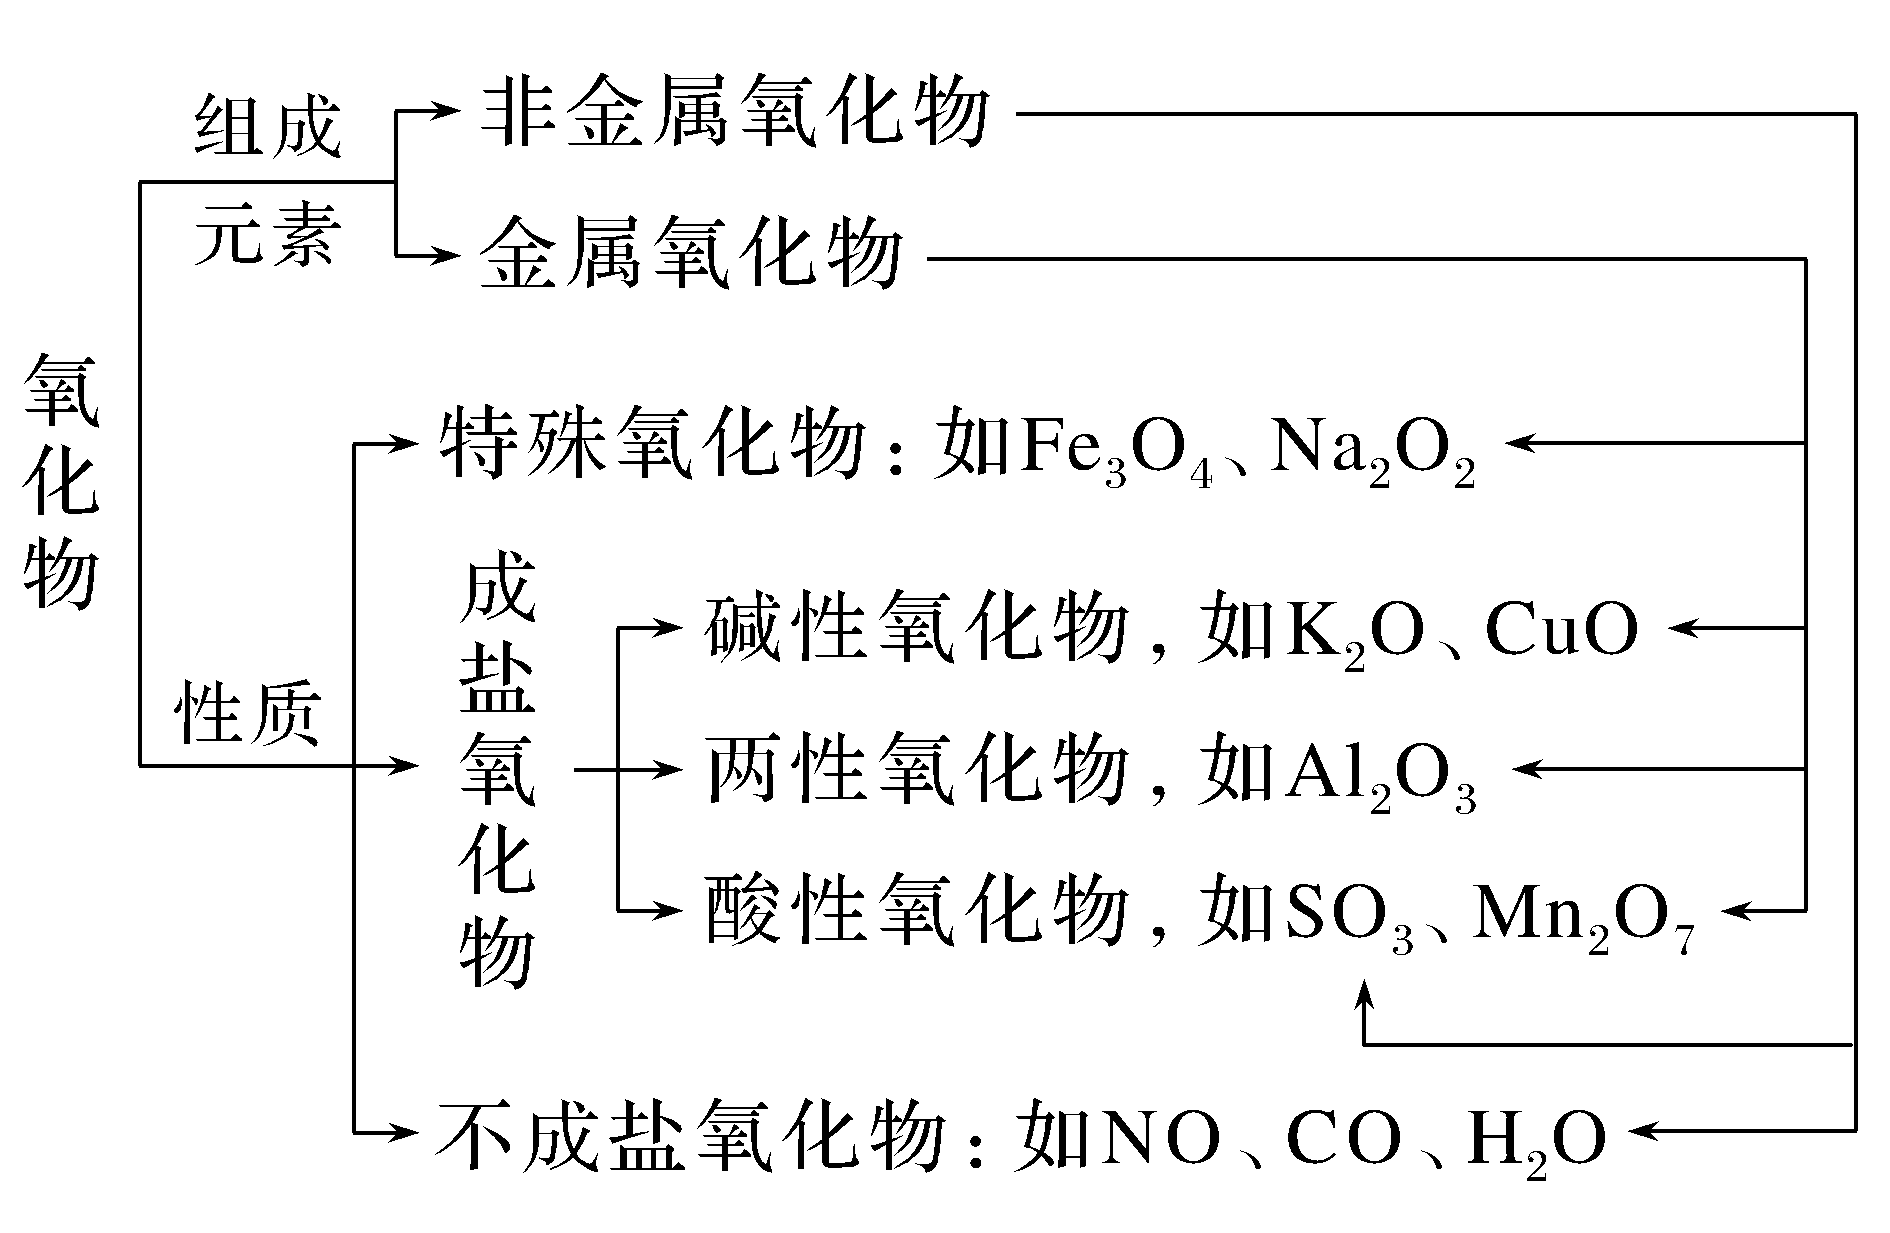 组成
元素
非金属氧化物
金属氧化物
氧化物
性质
特殊氧化物：如Fe₃O₄、Na₂O₂
成盐氧化物
碱性氧化物，如K₂O、CuO
两性氧化物，如Al₂O₃
酸性氧化物，如SO₃、Mn₂O₇
不成盐氧化物：如NO、CO、H₂O